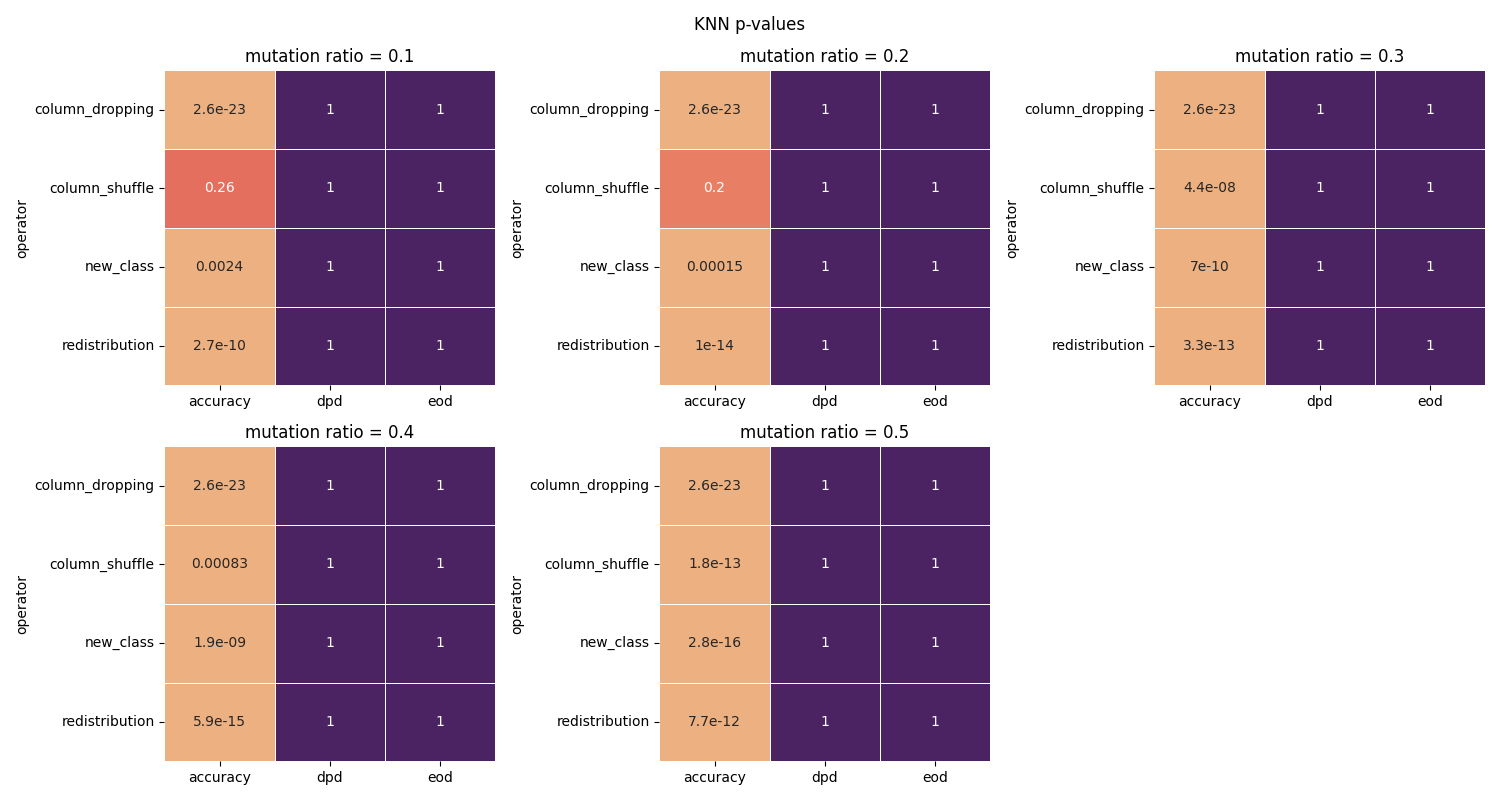 KNN p-values
mutation ratio = 0.1
operator
column_dropping 2.6e-23 1 1
column_shuffle 0.26 1 1
new_class 0.0024 1 1
redistribution 2.7e-10 1 1
accuracy dpd eod
mutation ratio = 0.2
operator
column_dropping 2.6e-23 1 1
column_shuffle 0.2 1 1
new_class 0.00015 1 1
redistribution 1e-14 1 1
accuracy dpd eod
mutation ratio = 0.3
operator
column_dropping 2.6e-23 1 1
column_shuffle 4.4e-08 1 1
new_class 7e-10 1 1
redistribution 3.3e-13 1 1
accuracy dpd eod
mutation ratio = 0.4
operator
column_dropping 2.6e-23 1 1
column_shuffle 0.00083 1 1
new_class 1.9e-09 1 1
redistribution 5.9e-15 1 1
accuracy dpd eod
mutation ratio = 0.5
operator
column_dropping 2.6e-23 1 1
column_shuffle 1.8e-13 1 1
new_class 2.8e-16 1 1
redistribution 7.7e-12 1 1
accuracy dpd eod